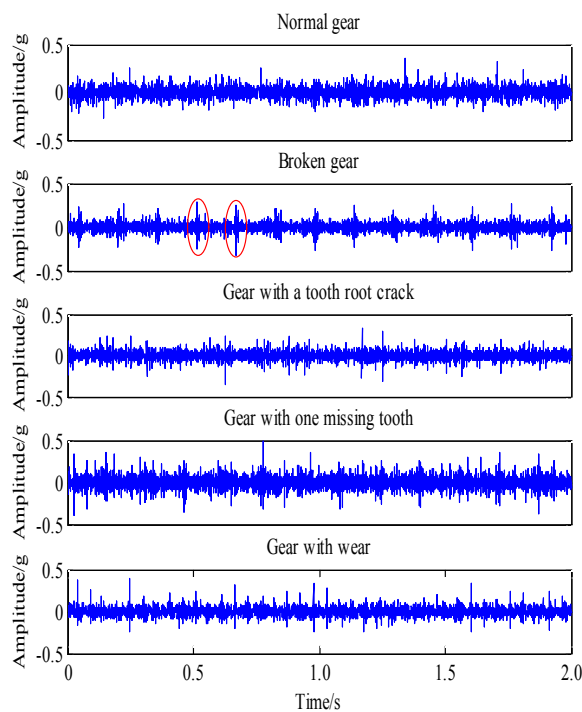 Normal gear
0.5
0
-0.5
Amplitude/g
Broken gear
0.5
0
-0.5
Amplitude/g
Gear with a tooth root crack
0.5
0
-0.5
Amplitude/g
Gear with one missing tooth
0.5
0
-0.5
Amplitude/g
Gear with wear
0.5
0
-0.5
Amplitude/g
0 0.5 1.0 1.5 2.0
Time/s